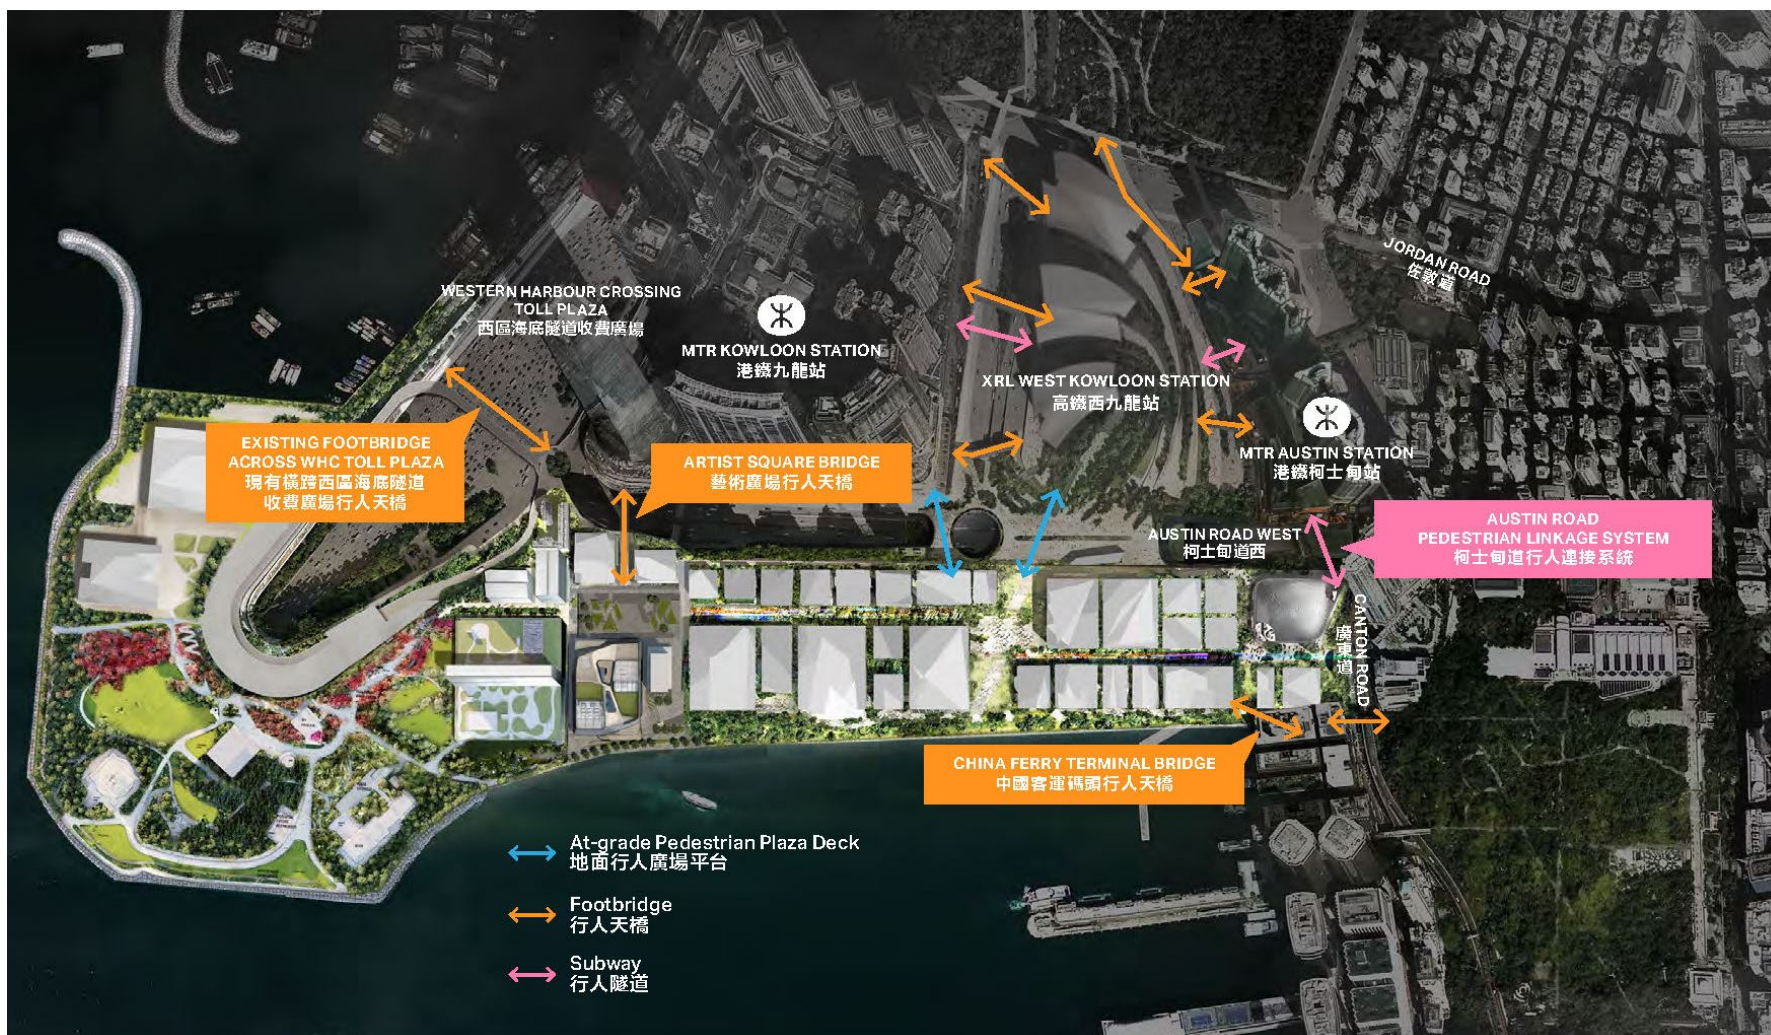 JORDAN ROAD
佐敦道
WESTERN HARBOUR CROSSING
TOLL PLAZA
西區海底隧道收費廣場
MTR KOWLOON STATION
港鐵九龍站
XRL WEST KOWLOON STATION
高鐵西九龍站
MTR AUSTIN STATION
港鐵柯士甸站
EXISTING FOOTBRIDGE
ACROSS WHC TOLL PLAZA
現有橫跨西區海底隧道
收費廣場行人天橋
ARTIST SQUARE BRIDGE
藝術廣場行人天橋
AUSTIN ROAD WEST
柯士甸道西
AUSTIN ROAD
PEDESTRIAN LINKAGE SYSTEM
柯士甸道行人連接系統
CANTON ROAD
廣東道
CHINA FERRY TERMINAL BRIDGE
中國客運碼頭行人天橋
At-grade Pedestrian Plaza Deck
地面行人廣場平台
Footbridge
行人天橋
Subway
行人隧道